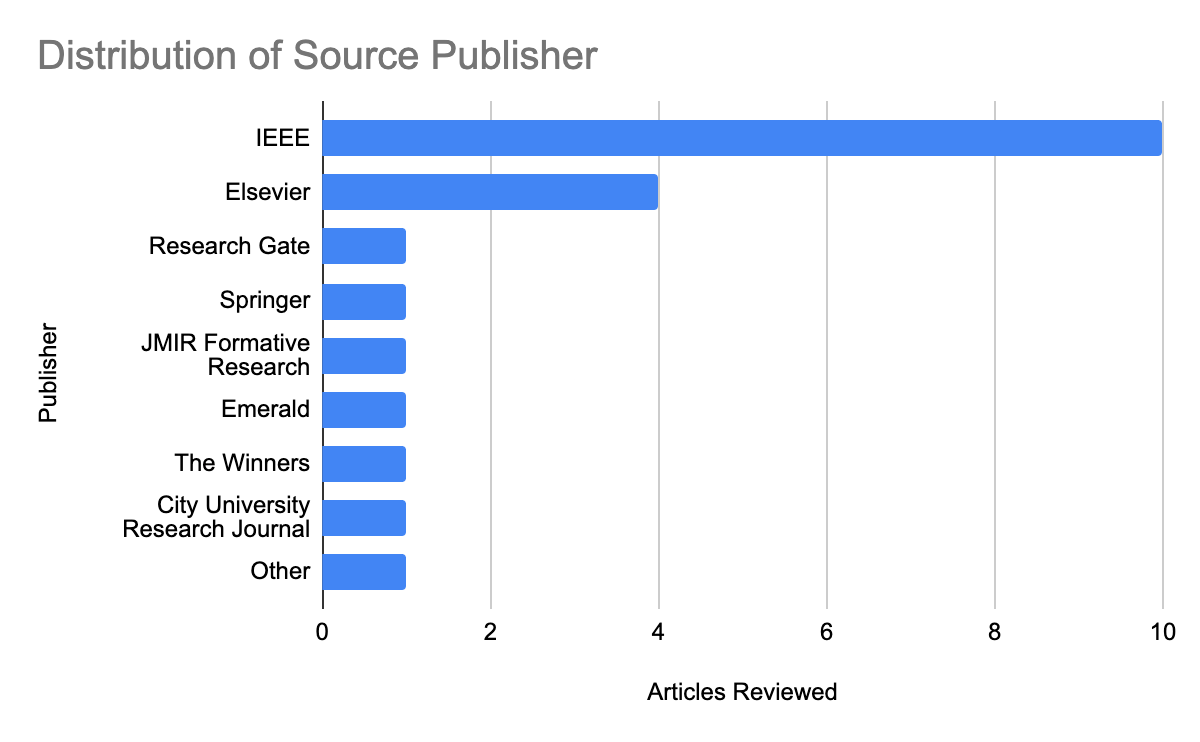 Distribution of Source Publisher
Publisher
IEEE
Elsevier
Research Gate
Springer
JMIR Formative
Research
Emerald
The Winners
City University
Research Journal
Other
0 2 4 6 8 10
Articles Reviewed